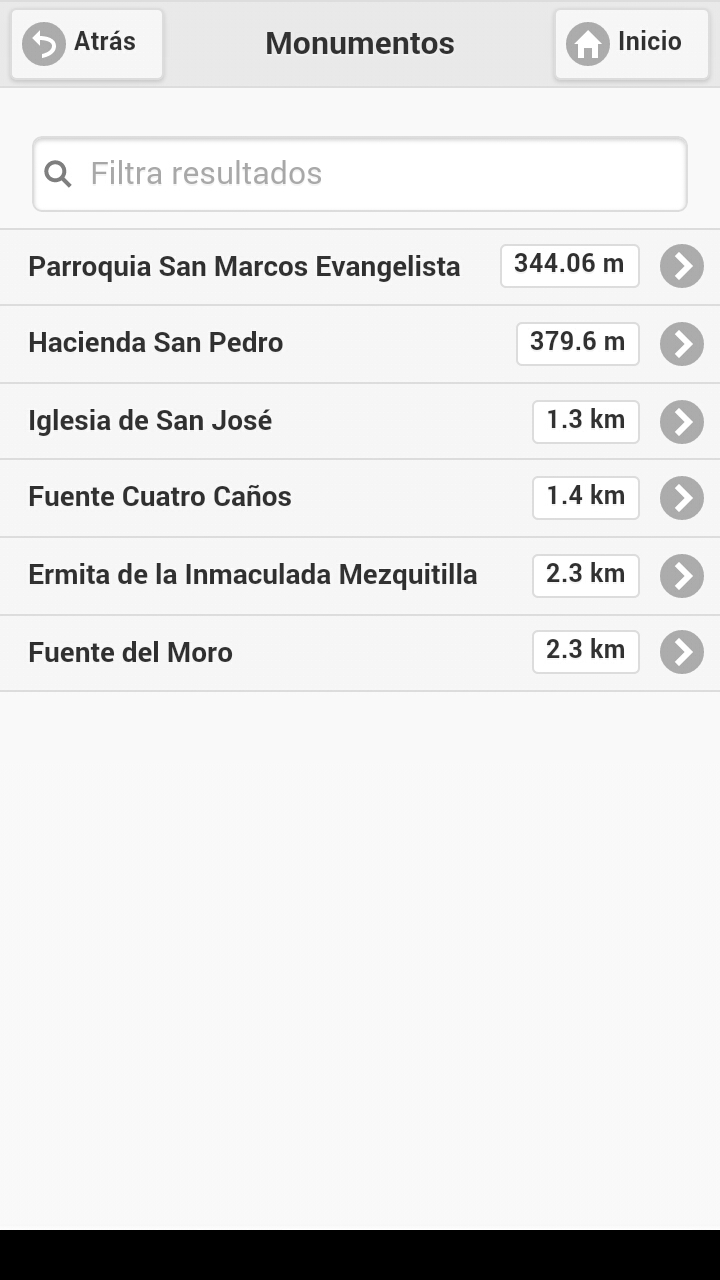 Atrás
Monumentos
Inicio
Filtra resultados
Parroquia San Marcos Evangelista 344.06 m
Hacienda San Pedro 379.6 m
Iglesia de San José 1.3 km
Fuente Cuatro Caños 1.4 km
Ermita de la Inmaculada Mezquitilla 2.3 km
Fuente del Moro 2.3 km